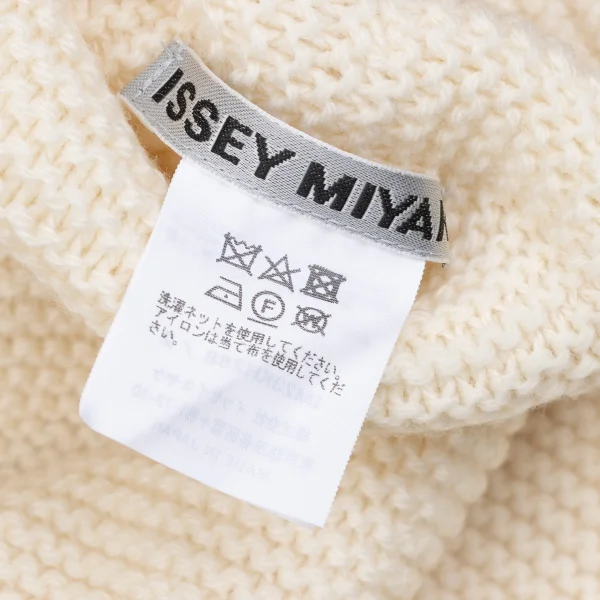 ISSEY MIYAK
F
洗濯ネットを使用してください。
アイロンは当て布を使用してくだ
さい。